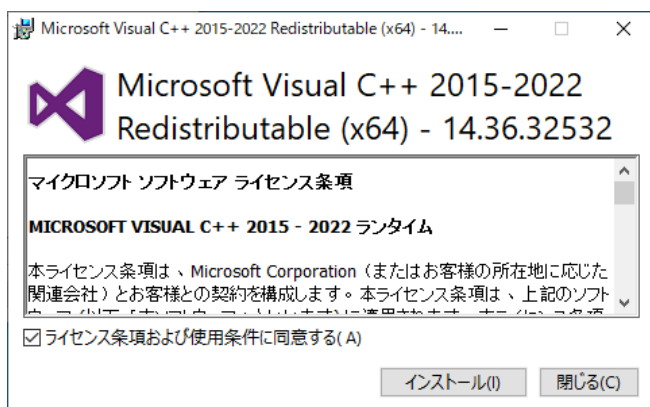 Microsoft Visual C++ 2015-2022 Redistributable (x64) - 14....
Microsoft Visual C++ 2015-2022
Redistributable (x64) - 14.36.32532
マイクロソフト ソフトウェア ライセンス条項
MICROSOFT VISUAL C++ 2015 - 2022 ランタイム
本ライセンス条項は、Microsoft Corporation（またはお客様の所在地に応じた
関連会社）とお客様との契約を構成します。本ライセンス条項は、上記のソフト
ライセンス条項および使用条件に同意する(A)
インストール(I)
閉じる(C)